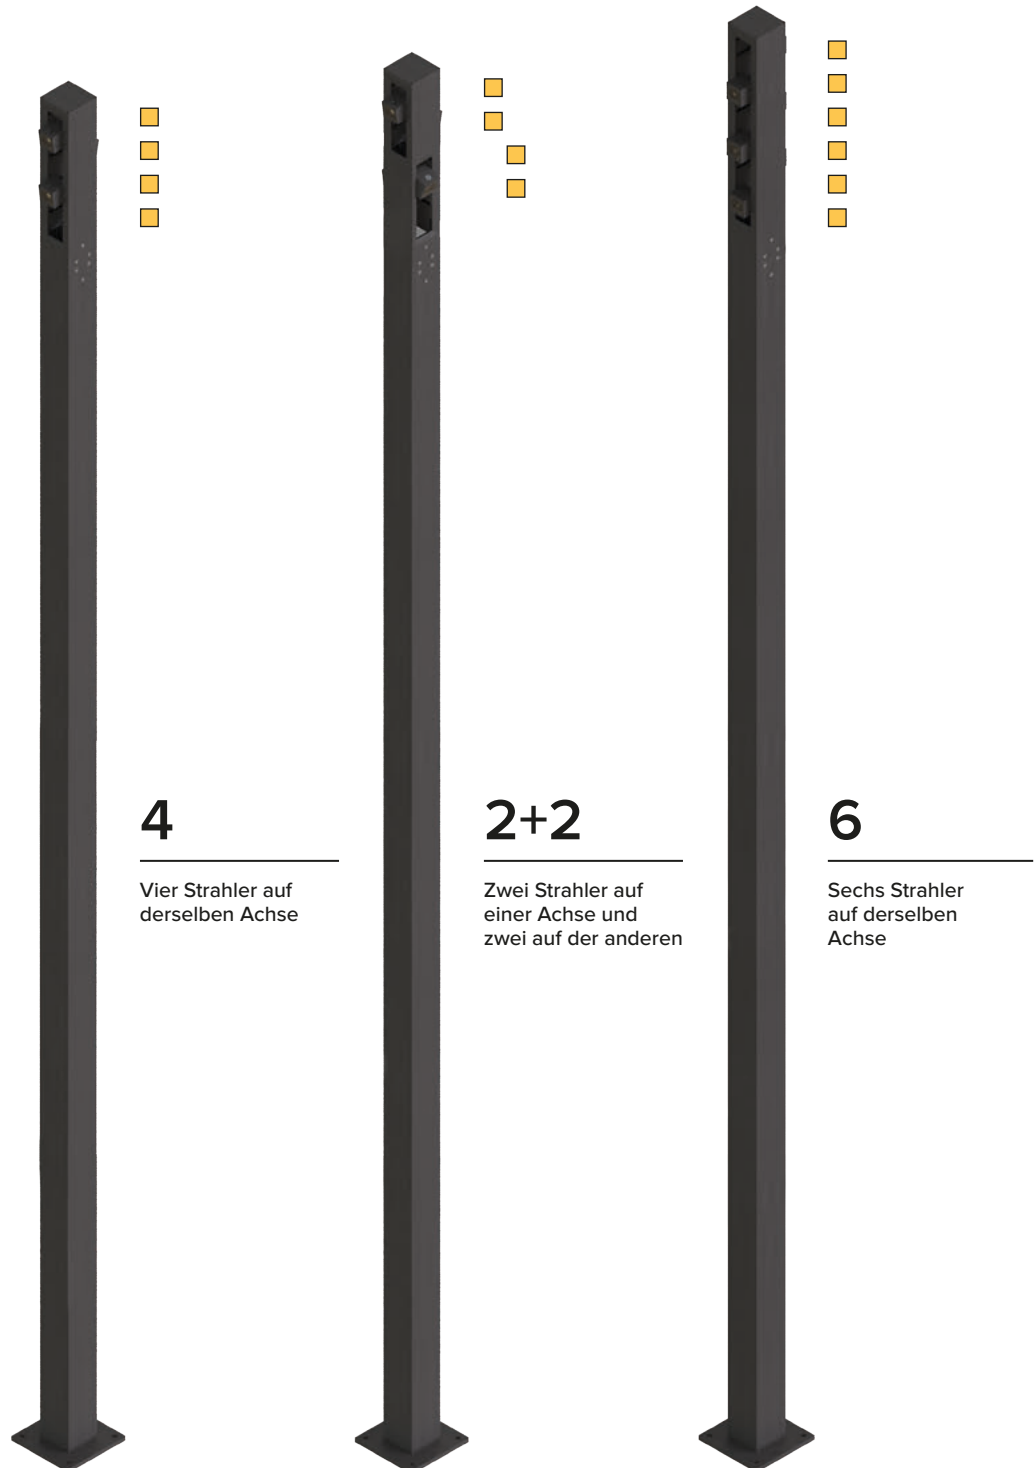 4
Vier Strahler auf
derselben Achse
2+2
Zwei Strahler auf
einer Achse und
zwei auf der anderen
6
Sechs Strahler
auf derselben
Achse